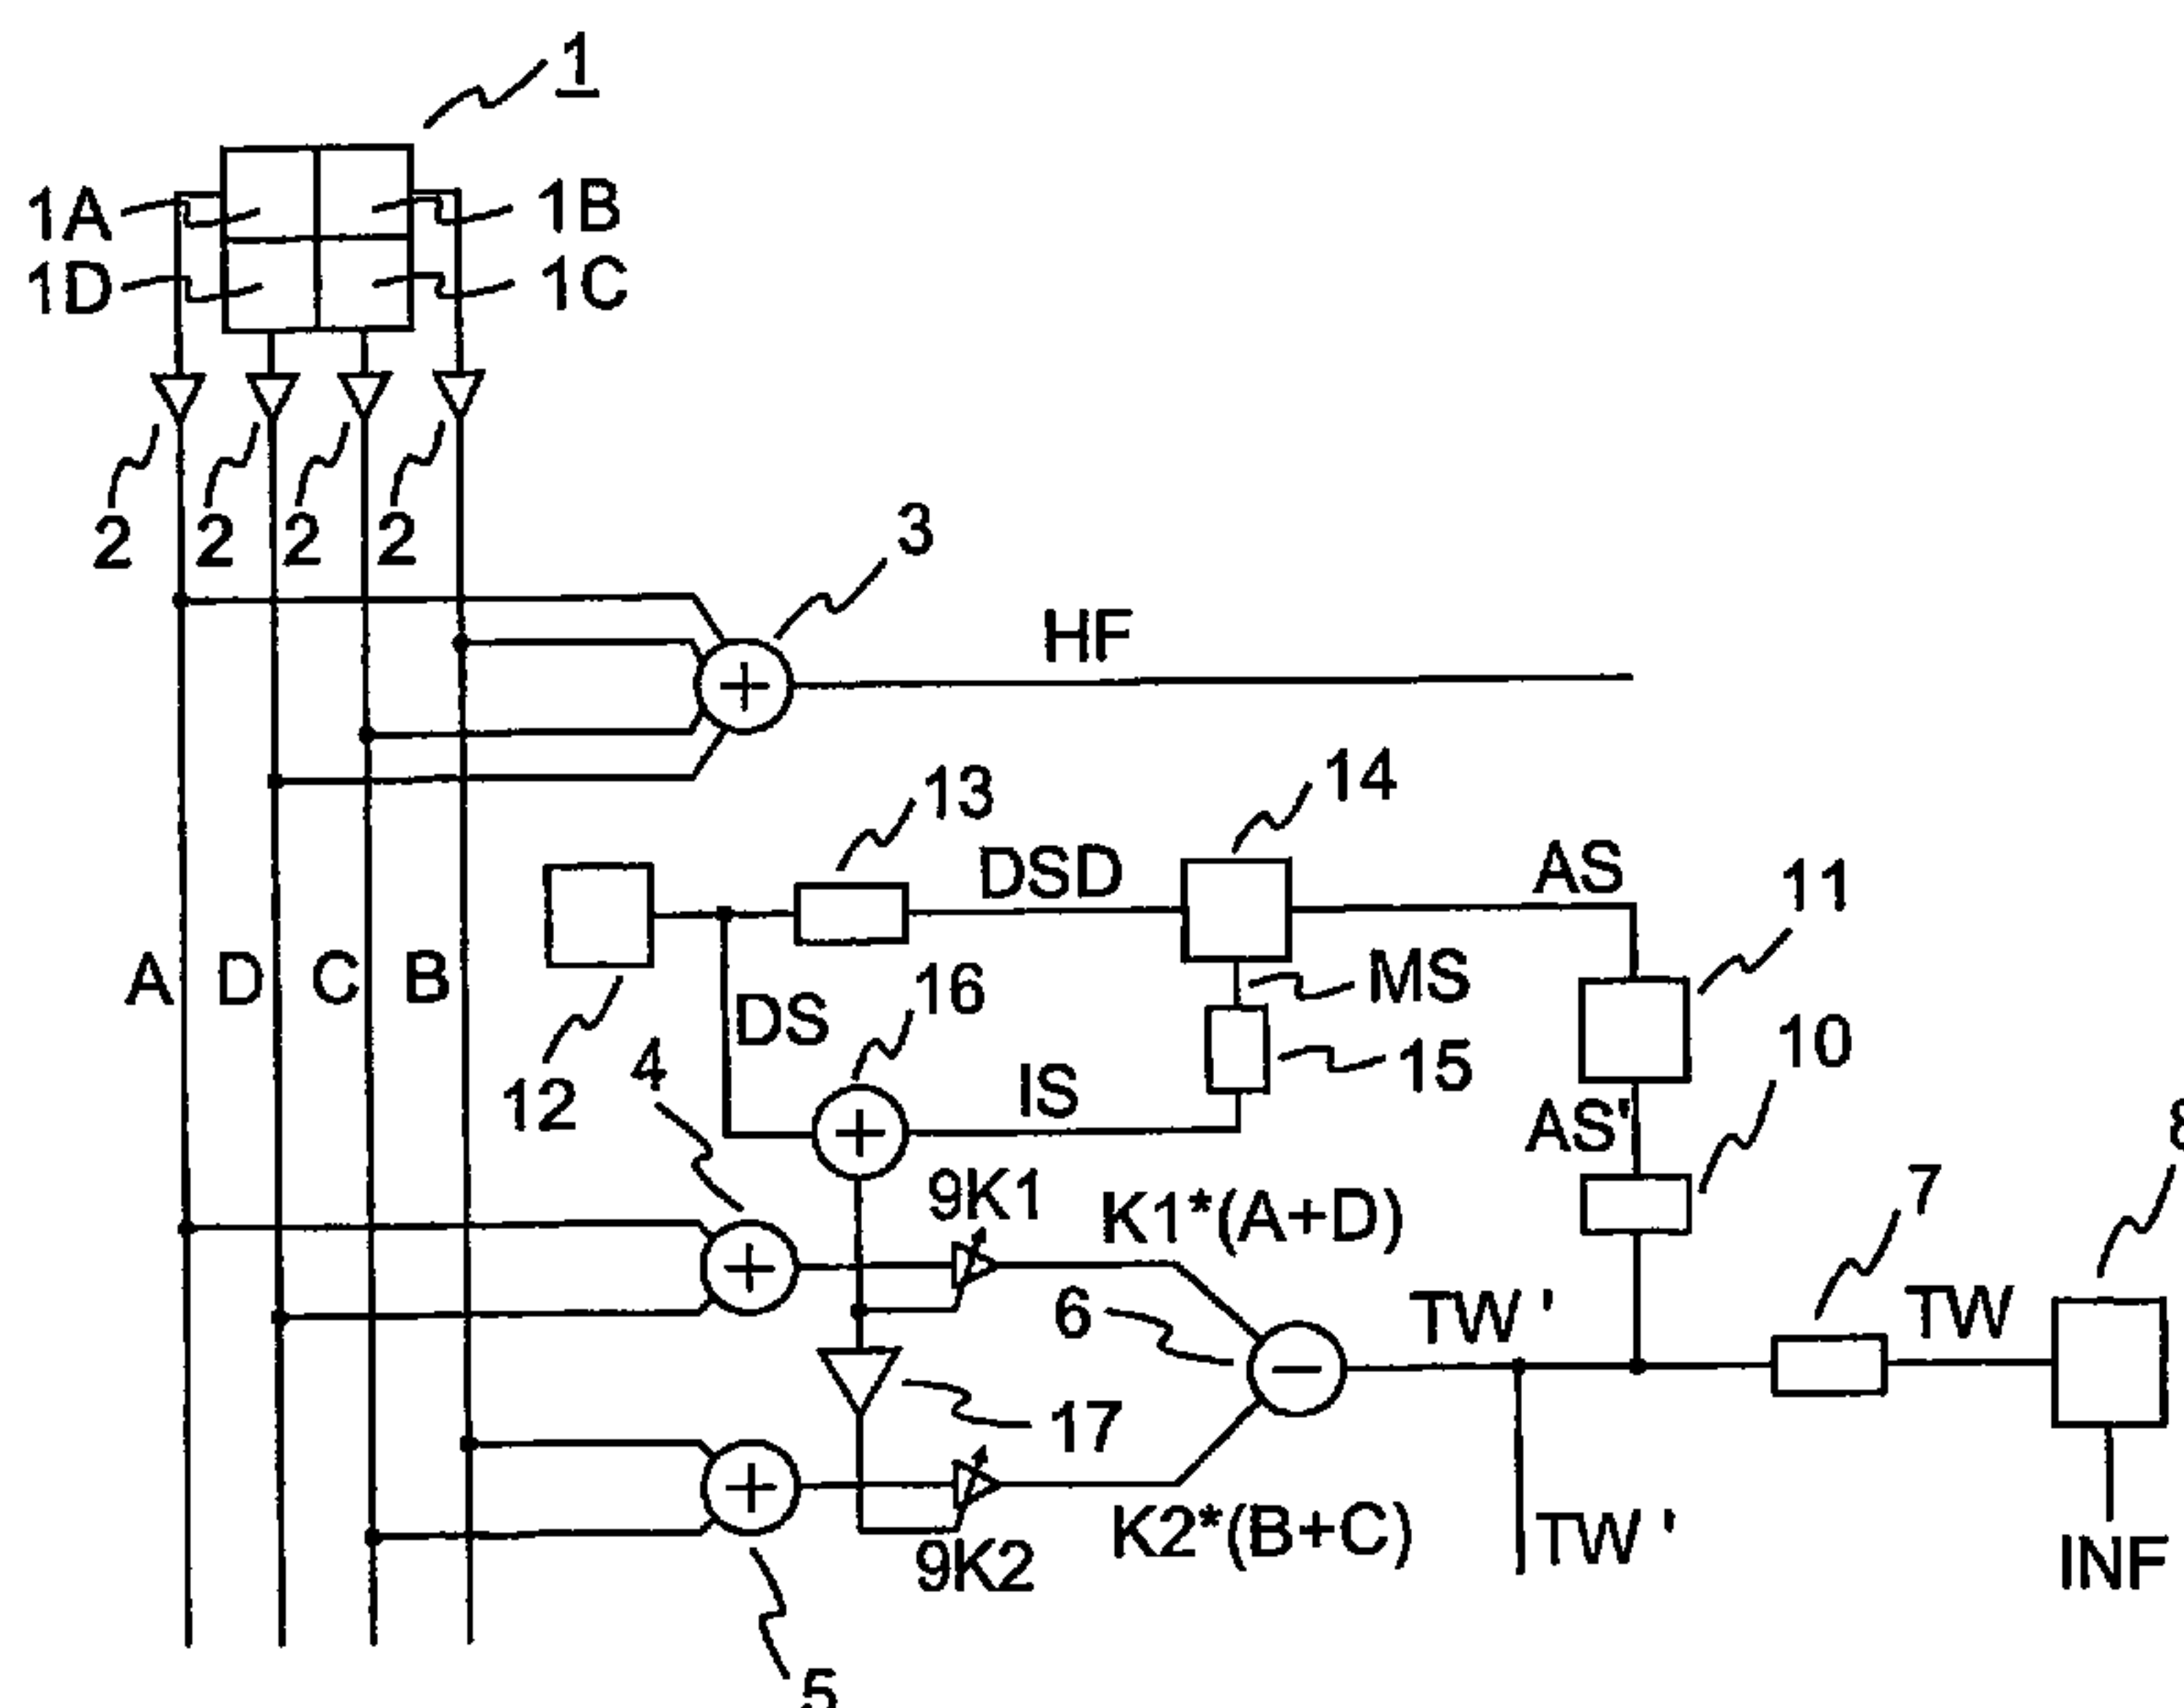 1
1A
1B
1D
1C
2
2
2
2
3
HF
13
14
DSD
AS
11
A
D
C
B
DS
16
MS
10
12
4
IS
15
AS'
8
9K1
K1*(A+D)
7
6
TW '
TW
17
K2*(B+C)
TW '
9K2
INF
5